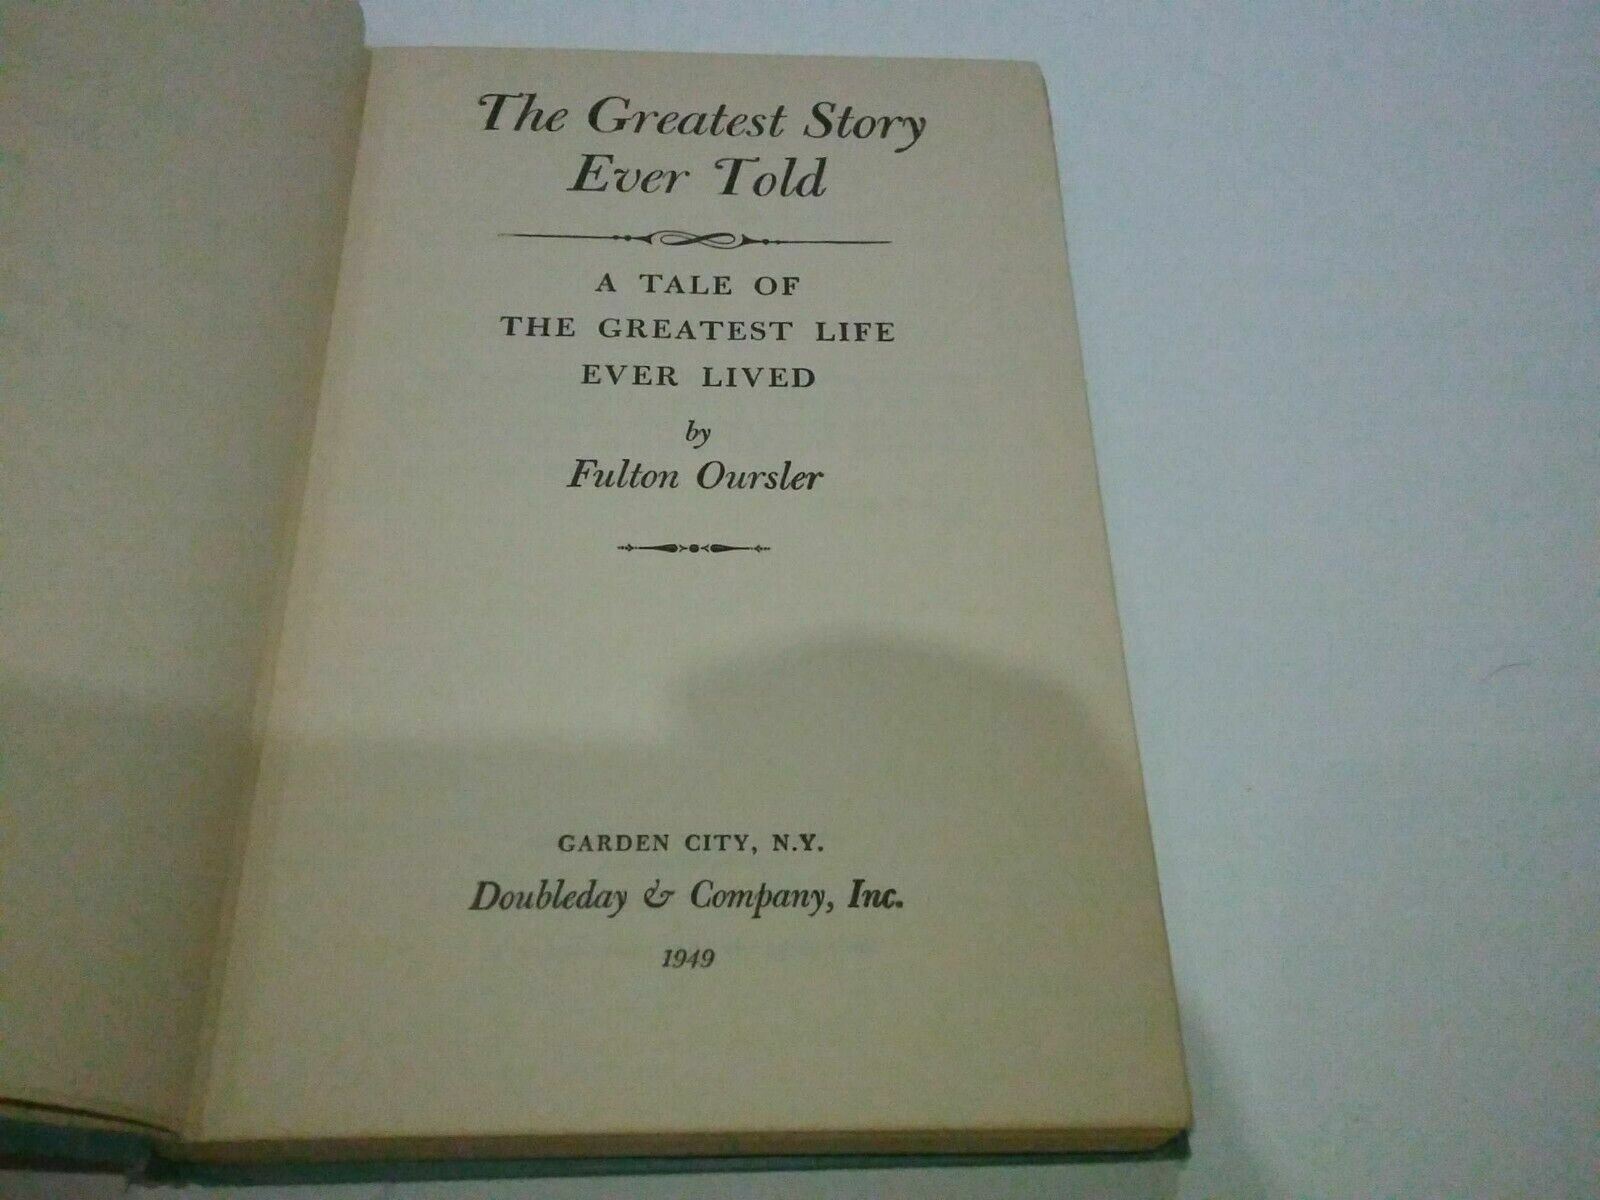 The Greatest Story
Ever Told
A TALE OF
THE GREATEST LIFE
EVER LIVED
by
Fulton Oursler
GARDEN CITY, N.Y.
Doubleday & Company, Inc.
1949